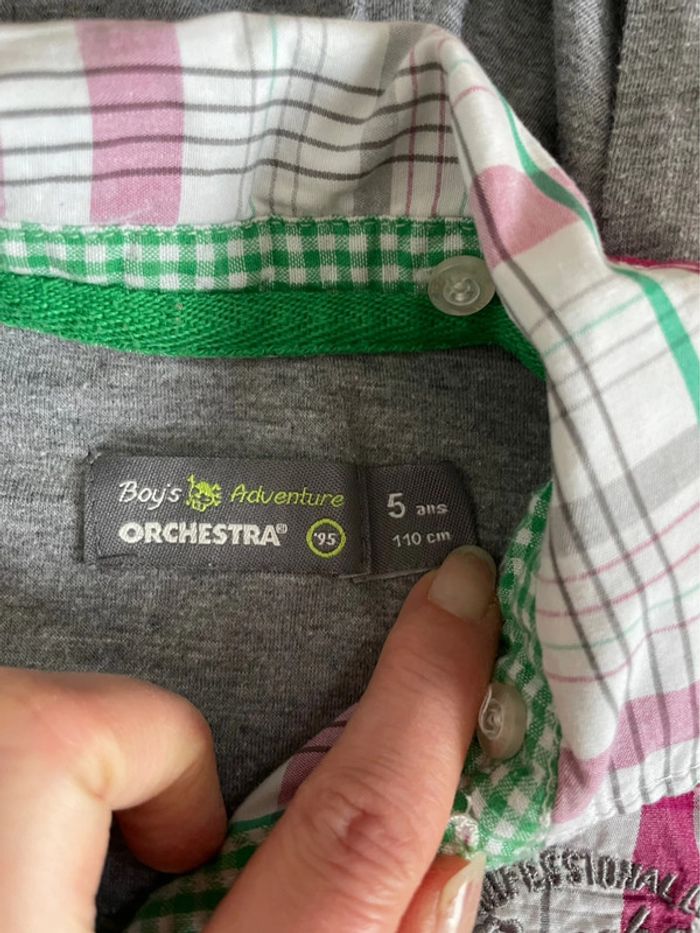 Boy's Adventure
ORCHESTRA® '95
5 ans
110 cm